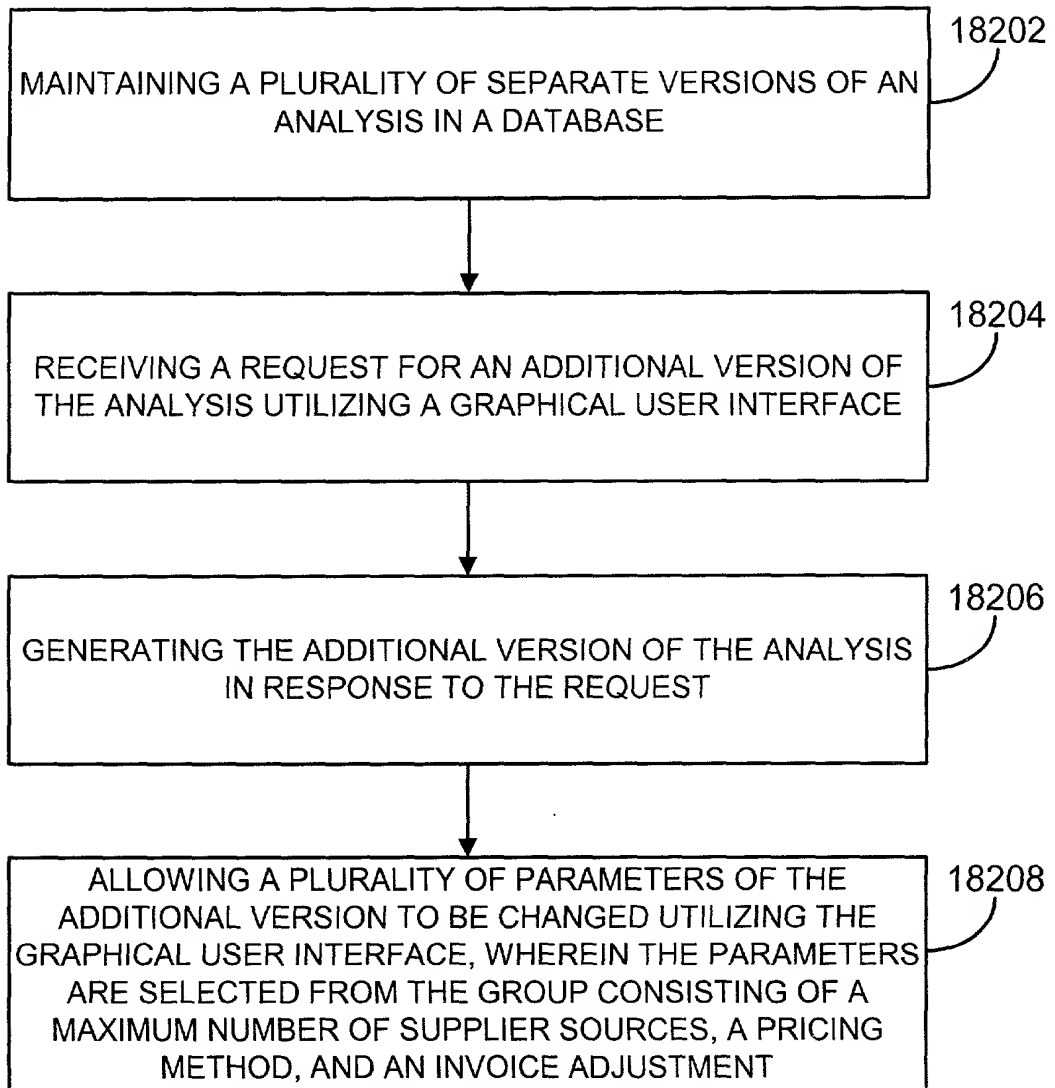 18202
MAINTAINING A PLURALITY OF SEPARATE VERSIONS OF AN
ANALYSIS IN A DATABASE
18204
RECEIVING A REQUEST FOR AN ADDITIONAL VERSION OF
THE ANALYSIS UTILIZING A GRAPHICAL USER INTERFACE
18206
GENERATING THE ADDITIONAL VERSION OF THE ANALYSIS
IN RESPONSE TO THE REQUEST
18208
ALLOWING A PLURALITY OF PARAMETERS OF THE
ADDITIONAL VERSION TO BE CHANGED UTILIZING THE
GRAPHICAL USER INTERFACE, WHEREIN THE PARAMETERS
ARE SELECTED FROM THE GROUP CONSISTING OF A
MAXIMUM NUMBER OF SUPPLIER SOURCES, A PRICING
METHOD, AND AN INVOICE ADJUSTMENT